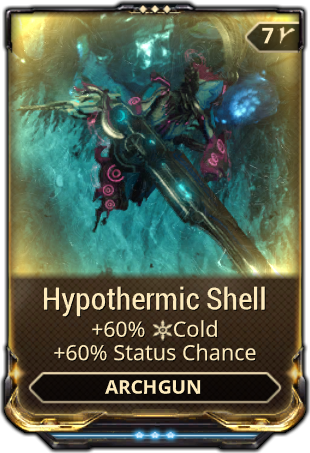 7
Hypothermic Shell
+60% Cold
+60% Status Chance
ARCHGUN